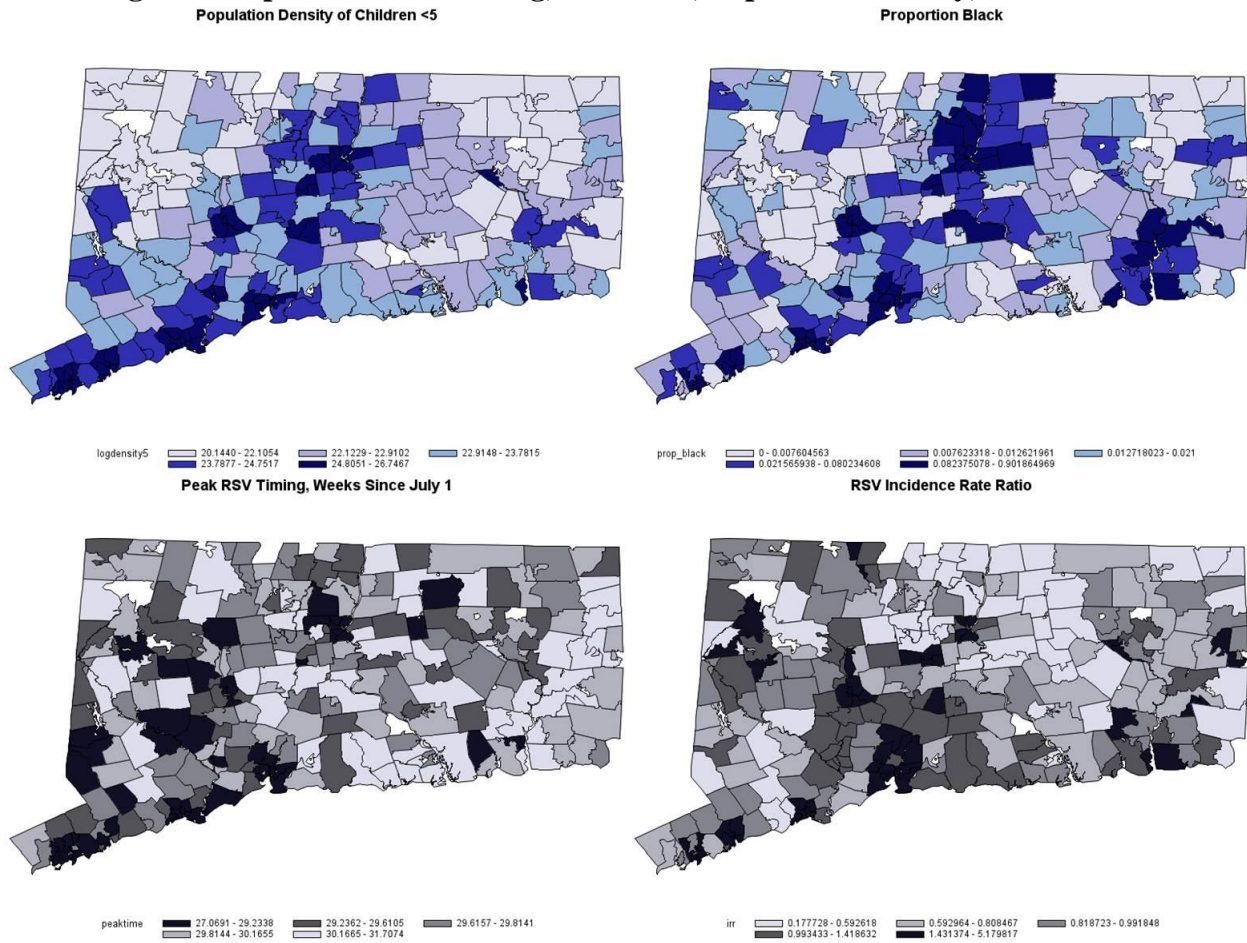 Population Density of Children <5
Proportion Black
logdensity5 20.1440 - 22.1054 22.1229 - 22.9102 22.9148 - 23.7815
23.7877 - 24.7517 24.8051 - 26.7467
prop_black 0 - 0.007604563 0.007623318 - 0.012621961 0.012718023 - 0.021
0.021565938 - 0.080234608 0.082375078 - 0.901864969
Peak RSV Timing, Weeks Since July 1
RSV Incidence Rate Ratio
peaktime 27.0691 - 29.2338 29.2362 - 29.6105 29.6157 - 29.8141
29.8144 - 30.1655 30.1665 - 31.7074
irr 0.177728 - 0.592618 0.592964 - 0.808467 0.818723 - 0.991848
0.993433 - 1.418632 1.431374 - 5.179817